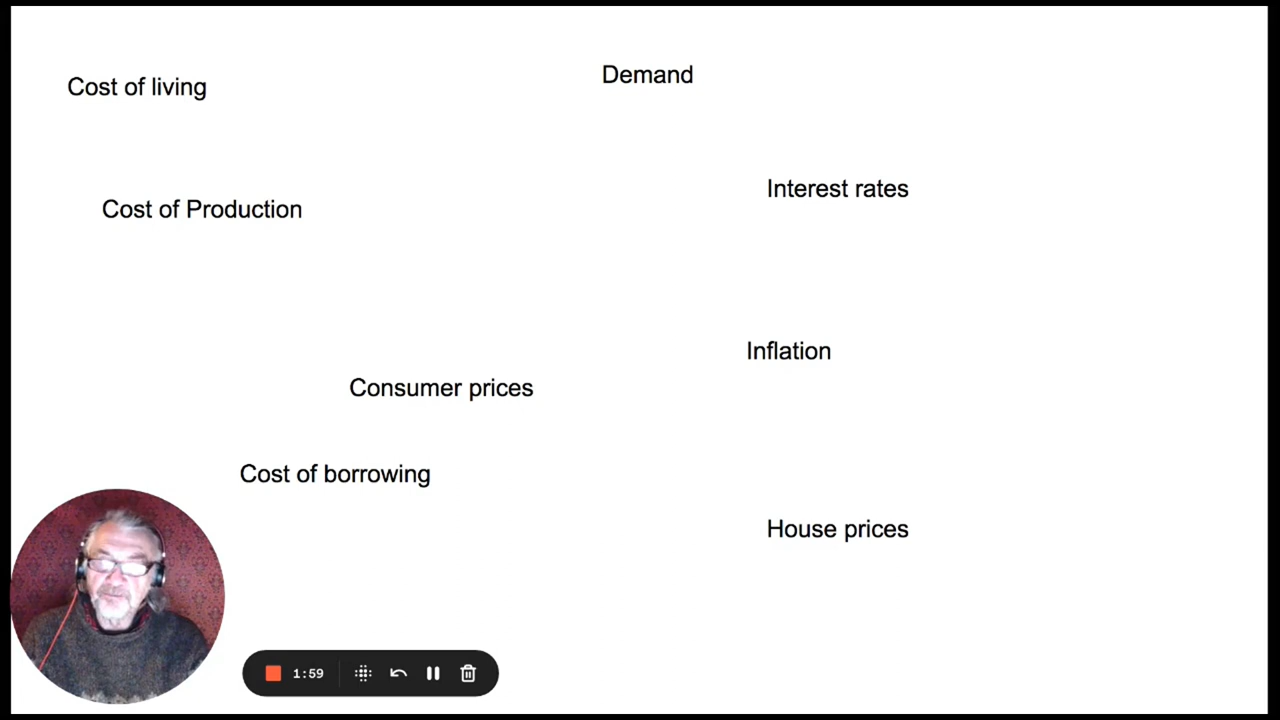 Cost of living
Demand
Interest rates
Cost of Production
Inflation
Consumer prices
Cost of borrowing
House prices
1:59